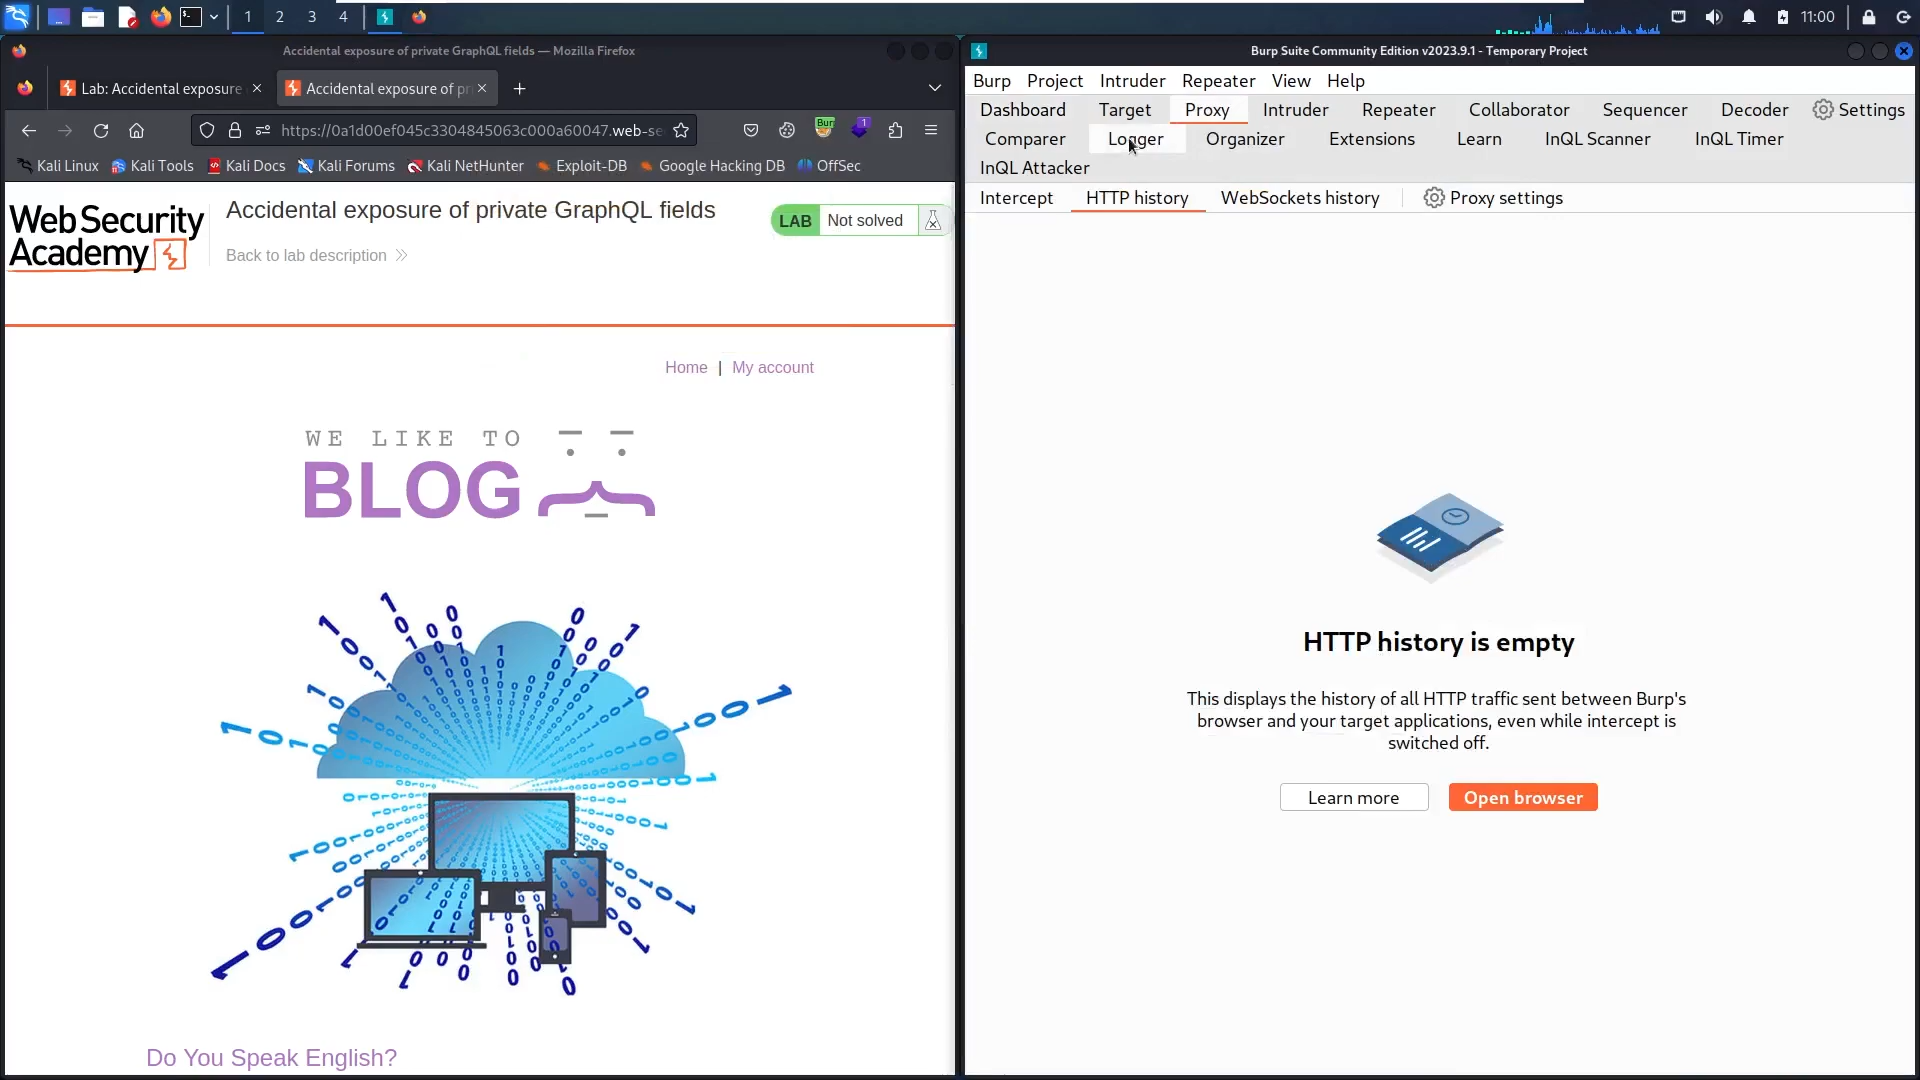 1 2 3 4
11:00
Accidental exposure of private GraphQL fields — Mozilla Firefox
Lab: Accidental exposure
Accidental exposure of pr
Bur
1
https://0a1d00ef045c3304845063c000a60047.web-se
Kali Linux Kali Tools Kali Docs Kali Forums Kali NetHunter Exploit-DB Google Hacking DB OffSec
Web Security
Academy
Accidental exposure of private GraphQL fields
Back to lab description
LAB Not solved
Home | My account
WE LIKE TO
BLOG
Do You Speak English?
Burp Suite Community Edition v2023.9.1 - Temporary Project
Burp Project Intruder Repeater View Help
Dashboard Target Proxy Intruder Repeater Collaborator Sequencer Decoder Settings
Comparer Logger Organizer Extensions Learn InQL Scanner InQL Timer
InQL Attacker
Intercept HTTP history WebSockets history Proxy settings
HTTP history is empty
This displays the history of all HTTP traffic sent between Burp's
browser and your target applications, even while intercept is
switched off.
Learn more Open browser